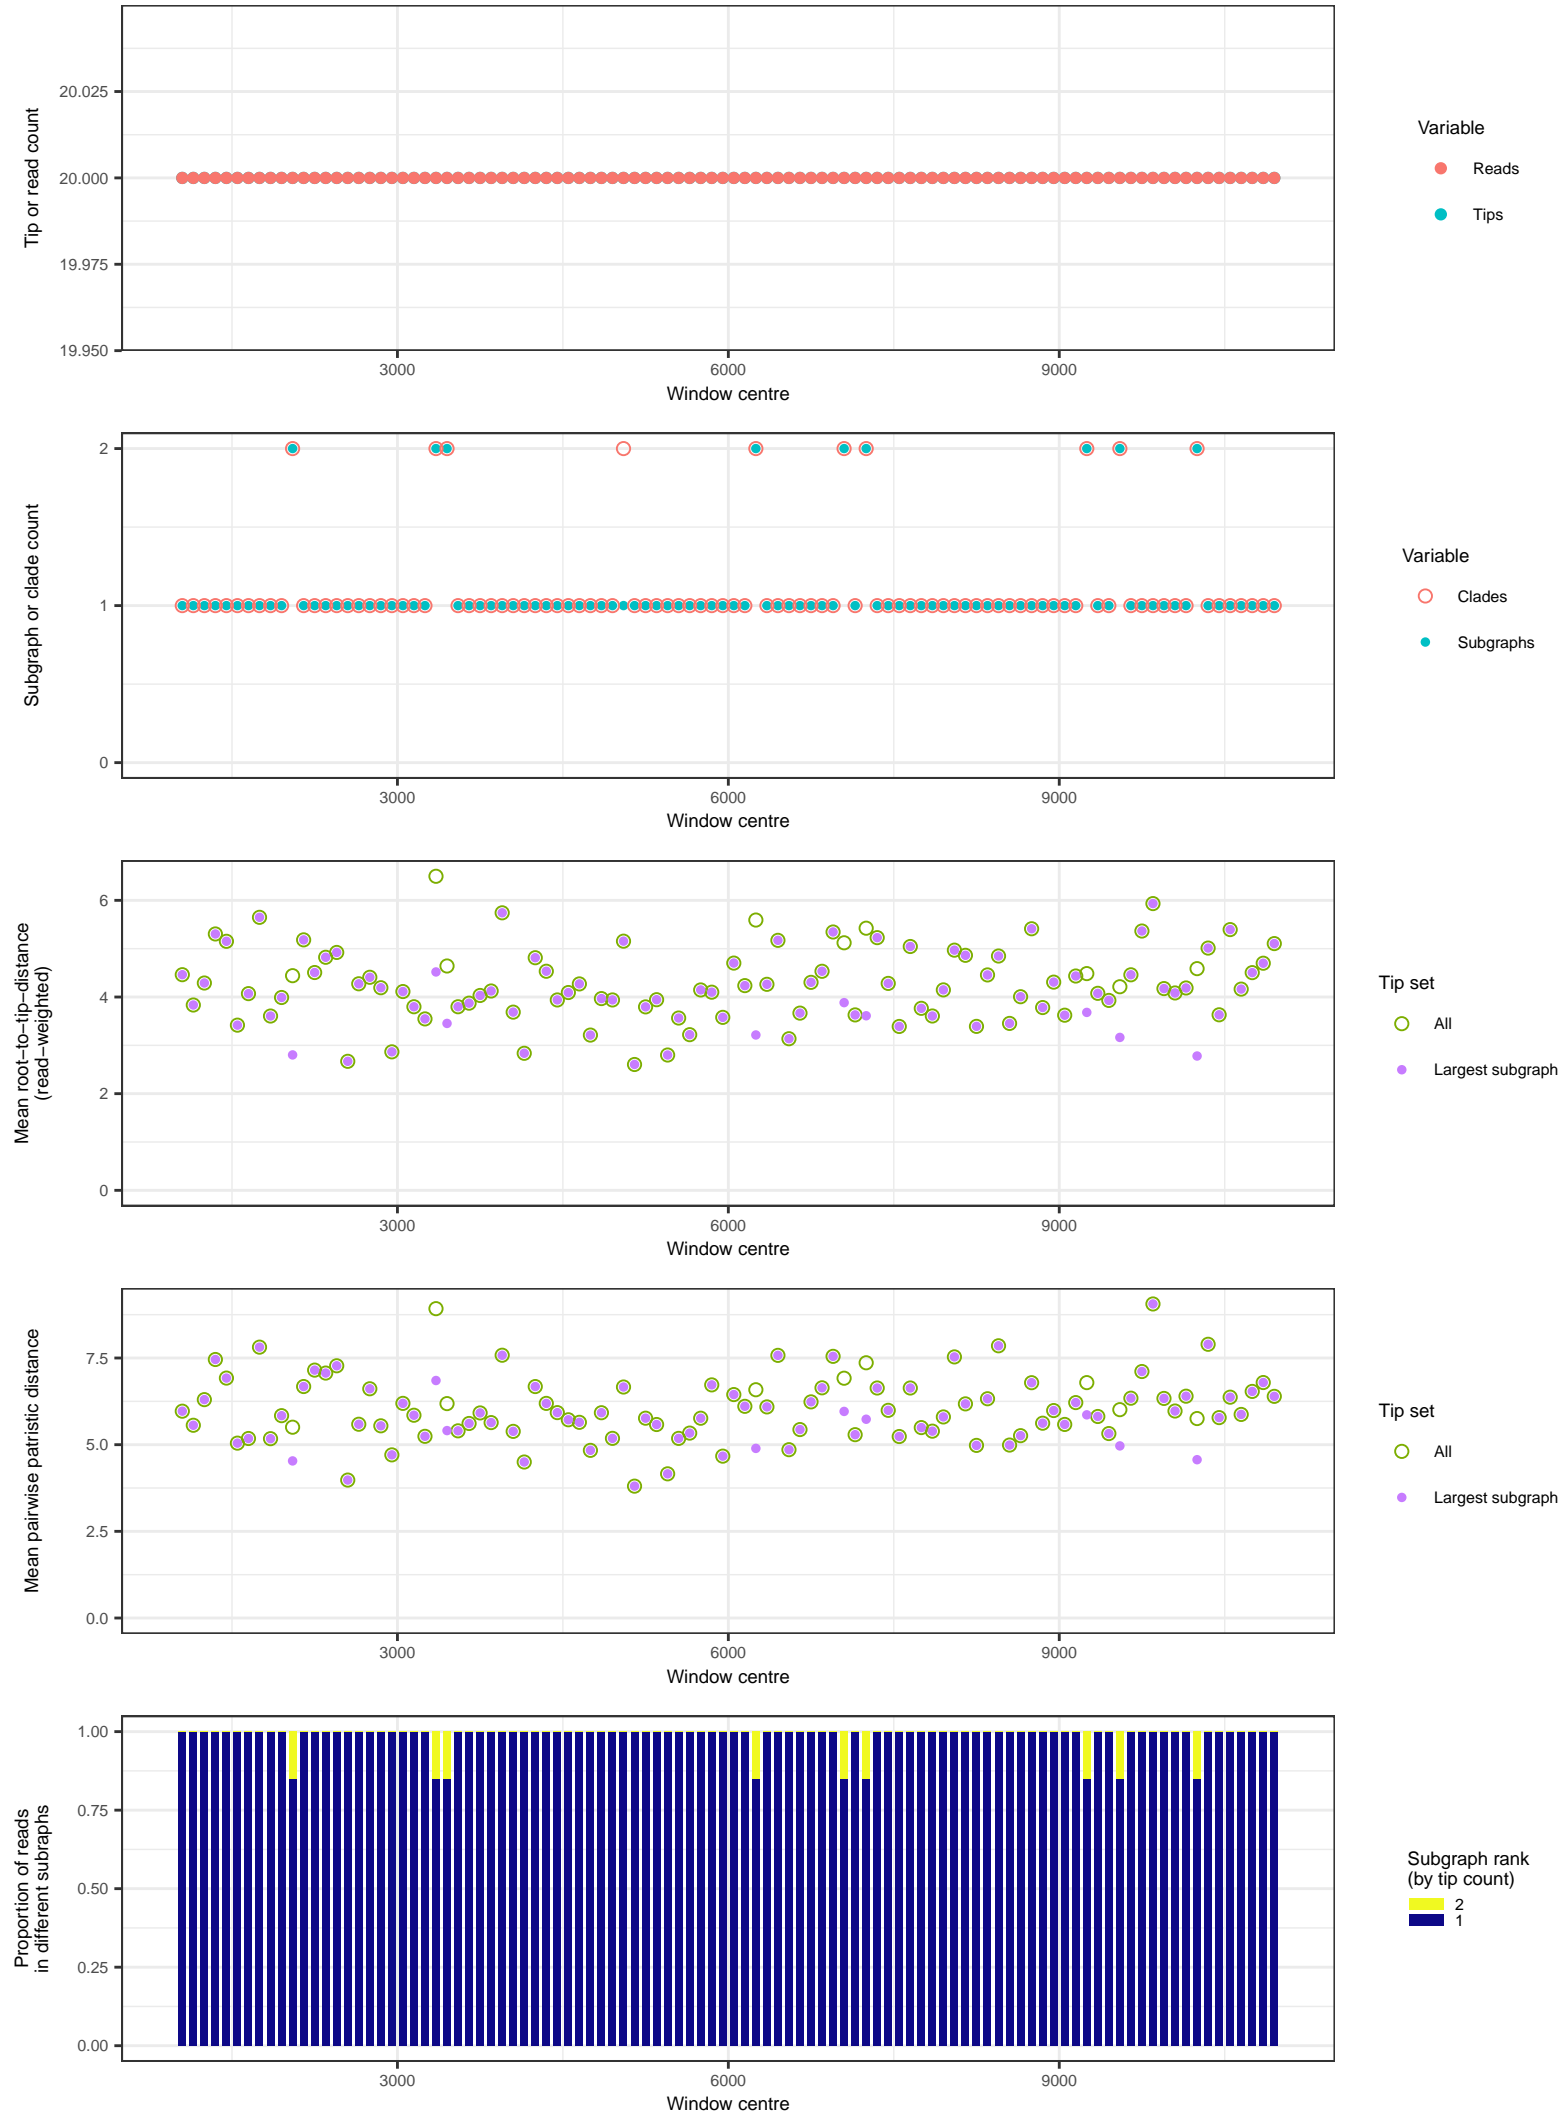 20.025
20.000
19.975
19.950
Tip or read count
3000
6000
9000
Window centre
Variable
Reads
Tips
2
1
0
Subgraph or clade count
3000
6000
9000
Window centre
Variable
Clades
Subgraphs
6
4
2
0
Mean root−to−tip−distance
(read−weighted)
3000
6000
9000
Window centre
Tip set
All
Largest subgraph
7.5
5.0
2.5
0.0
Mean pairwise patristic distance
3000
6000
9000
Window centre
Tip set
All
Largest subgraph
1.00
0.75
0.50
0.25
0.00
Proportion of reads
in different subraphs
3000
6000
9000
Window centre
Subgraph rank
(by tip count)
2
1